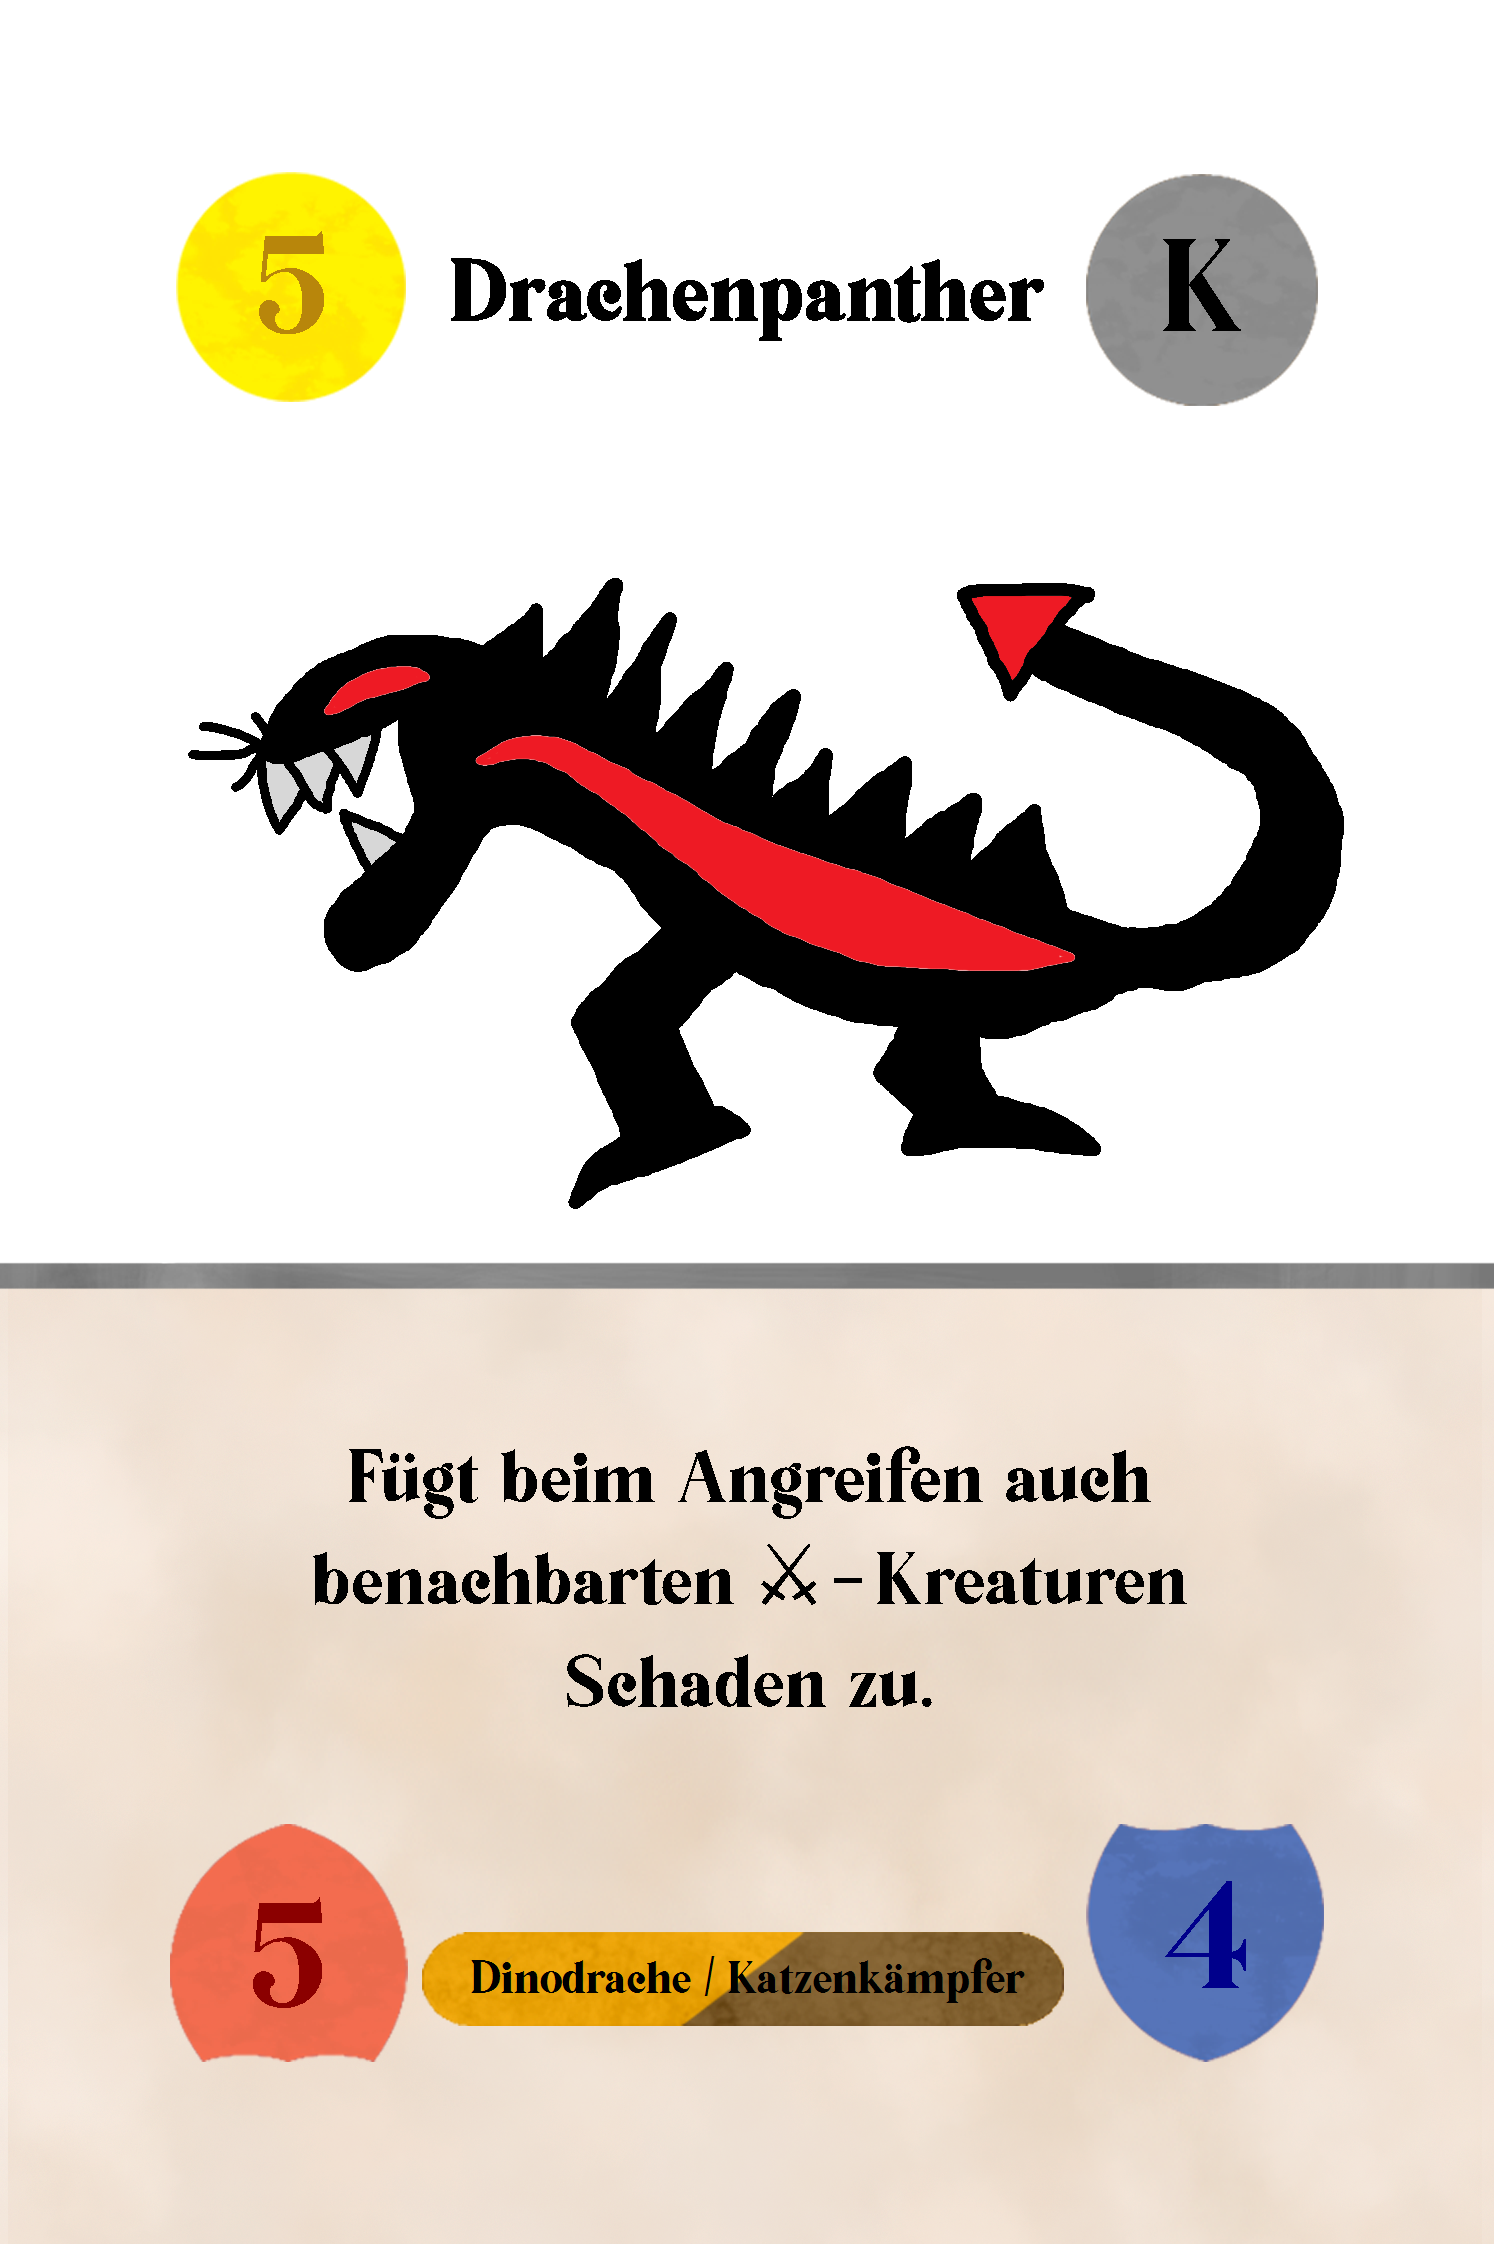 5 Drachenpanther K
Fügt beim Angreifen auch
benachbarten ⚔-Kreaturen
Schaden zu.
5 Dinodrache / Katzenkämpfer 4